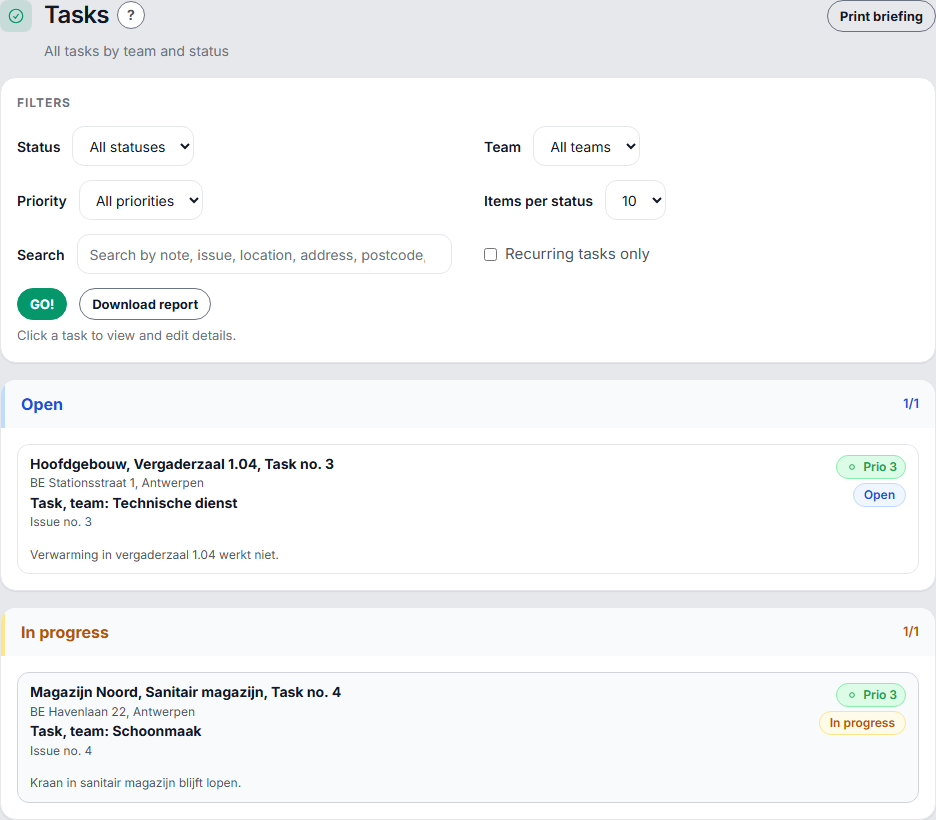 Tasks ?
Print briefing
All tasks by team and status
FILTERS
Status All statuses
Team All teams
Priority All priorities
Items per status 10
Search Search by note, issue, location, address, postcode,
Recurring tasks only
GO! Download report
Click a task to view and edit details.
Open 1/1
Hoofdgebouw, Vergaderzaal 1.04, Task no. 3
Prio 3
BE Stationsstraat 1, Antwerpen
Open
Task, team: Technische dienst
Issue no. 3
Verwarming in vergaderzaal 1.04 werkt niet.
In progress 1/1
Magazijn Noord, Sanitair magazijn, Task no. 4
Prio 3
BE Havenlaan 22, Antwerpen
In progress
Task, team: Schoonmaak
Issue no. 4
Kraan in sanitair magazijn blijft lopen.